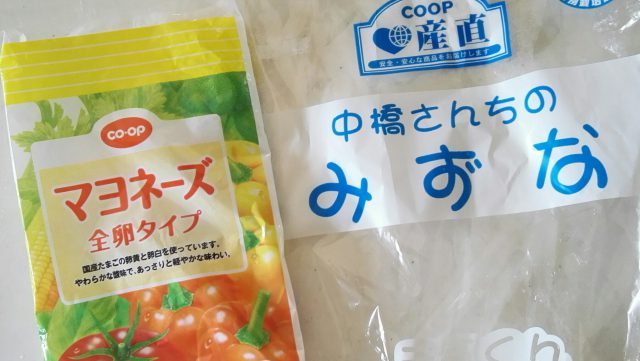 CO·OP
マヨネーズ
全卵タイプ
国産たまごの卵黄と卵白を使っています。
やわらかな酸味で、あっさりと軽やかな味わい。
COOP
産直
安全・安心な商品をお届けします
中橋さんちの
みずな